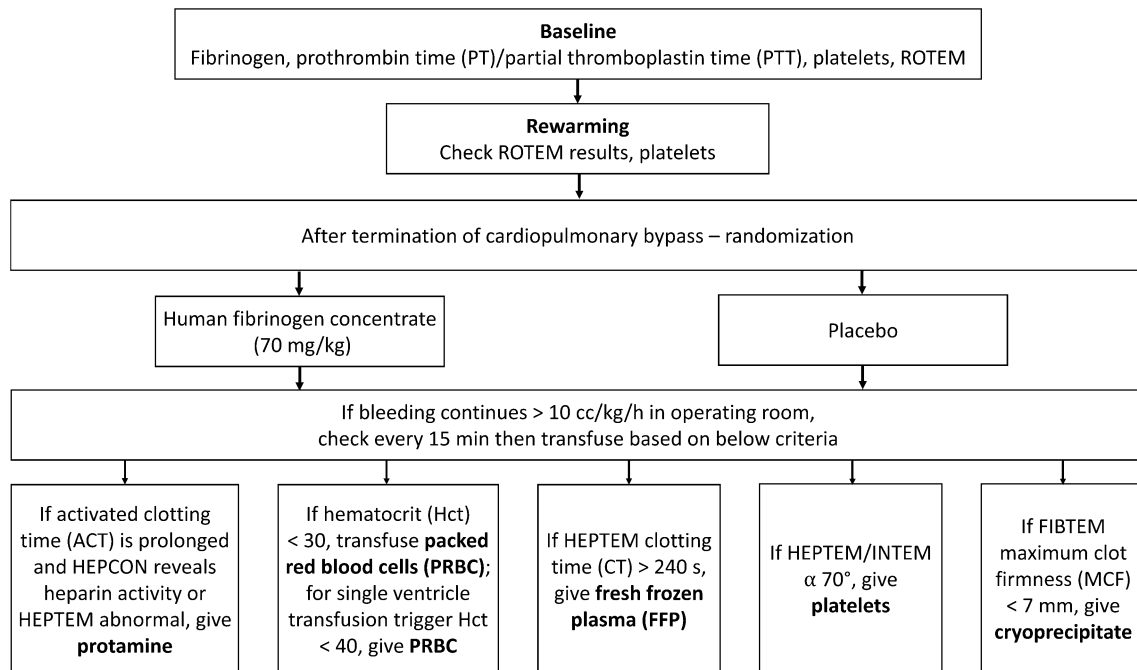 Baseline
Fibrinogen, prothrombin time (PT)/partial thromboplastin time (PTT), platelets, ROTEM
Rewarming
Check ROTEM results, platelets
After termination of cardiopulmonary bypass – randomization
Human fibrinogen concentrate
(70 mg/kg)
Placebo
If bleeding continues > 10 cc/kg/h in operating room,
check every 15 min then transfuse based on below criteria
If activated clotting
time (ACT) is prolonged
and HEPCON reveals
heparin activity or
HEPTEM abnormal, give
protamine
If hematocrit (Hct)
< 30, transfuse packed
red blood cells (PRBC);
for single ventricle
transfusion trigger Hct
< 40, give PRBC
If HEPTEM clotting
time (CT) > 240 s,
give fresh frozen
plasma (FFP)
If HEPTEM/INTEM
α 70°, give
platelets
If FIBTEM
maximum clot
firmness (MCF)
< 7 mm, give
cryoprecipitate